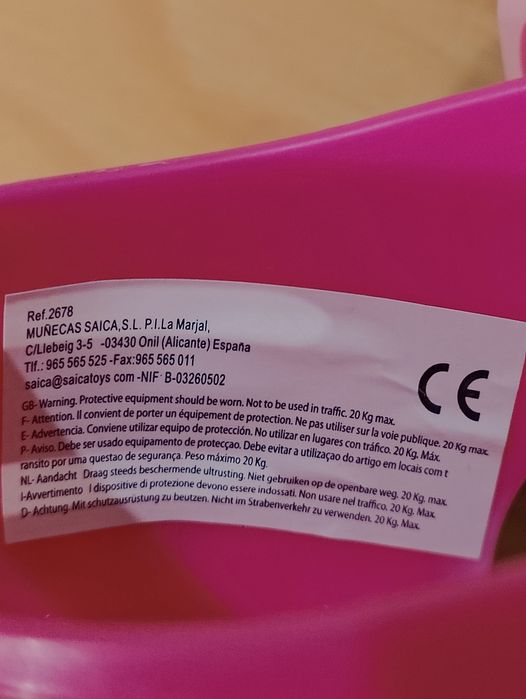 Ref.2678
MUÑECAS SAICA,S.L. P.I.La Marjal,
C/Llebeig 3-5 -03430 Onil (Alicante) España
Tlf.: 965 565 525 -Fax:965 565 011
saica@saicatoys com -NIF B-03260502
CE
GB- Warning. Protective equipment should be worn. Not to be used in traffic. 20 Kg max.
F- Attention. Il convient de porter un équipement de protection. Ne pas utiliser sur la voie publique. 20 Kg max.
E- Advertencia. Conviene utilizar equipo de protección. No utilizar en lugares con tráfico. 20 Kg. Máx.
P- Aviso. Debe ser usado equipamento de protecçao. Debe evitar a utilizaçao do artigo em locais com t
ransito por uma questao de segurança. Peso máximo 20 Kg.
NL- Aandacht Draag steeds beschermende ultrusting. Niet gebruiken op de openbare weg. 20 Kg. max.
I-Avvertimento I dispositivi di protezione devono essere indossati. Non usare nel traffico. 20 Kg. Max.
D- Achtung. Mit schutzausrüstung zu beutzen. Nicht im Strabenverkehr zu verwenden. 20 Kg. Max.